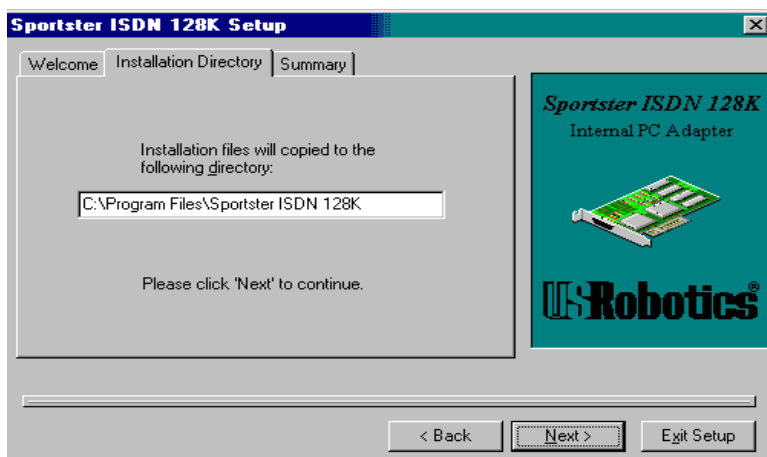 Sportster ISDN 128K Setup
Welcome Installation Directory Summary
Installation files will copied to the
following directory:
C:\Program Files\Sportster ISDN 128K
Please click 'Next' to continue.
Sportster ISDN 128K
Internal PC Adapter
USRobotics®
< Back Next > Exit Setup